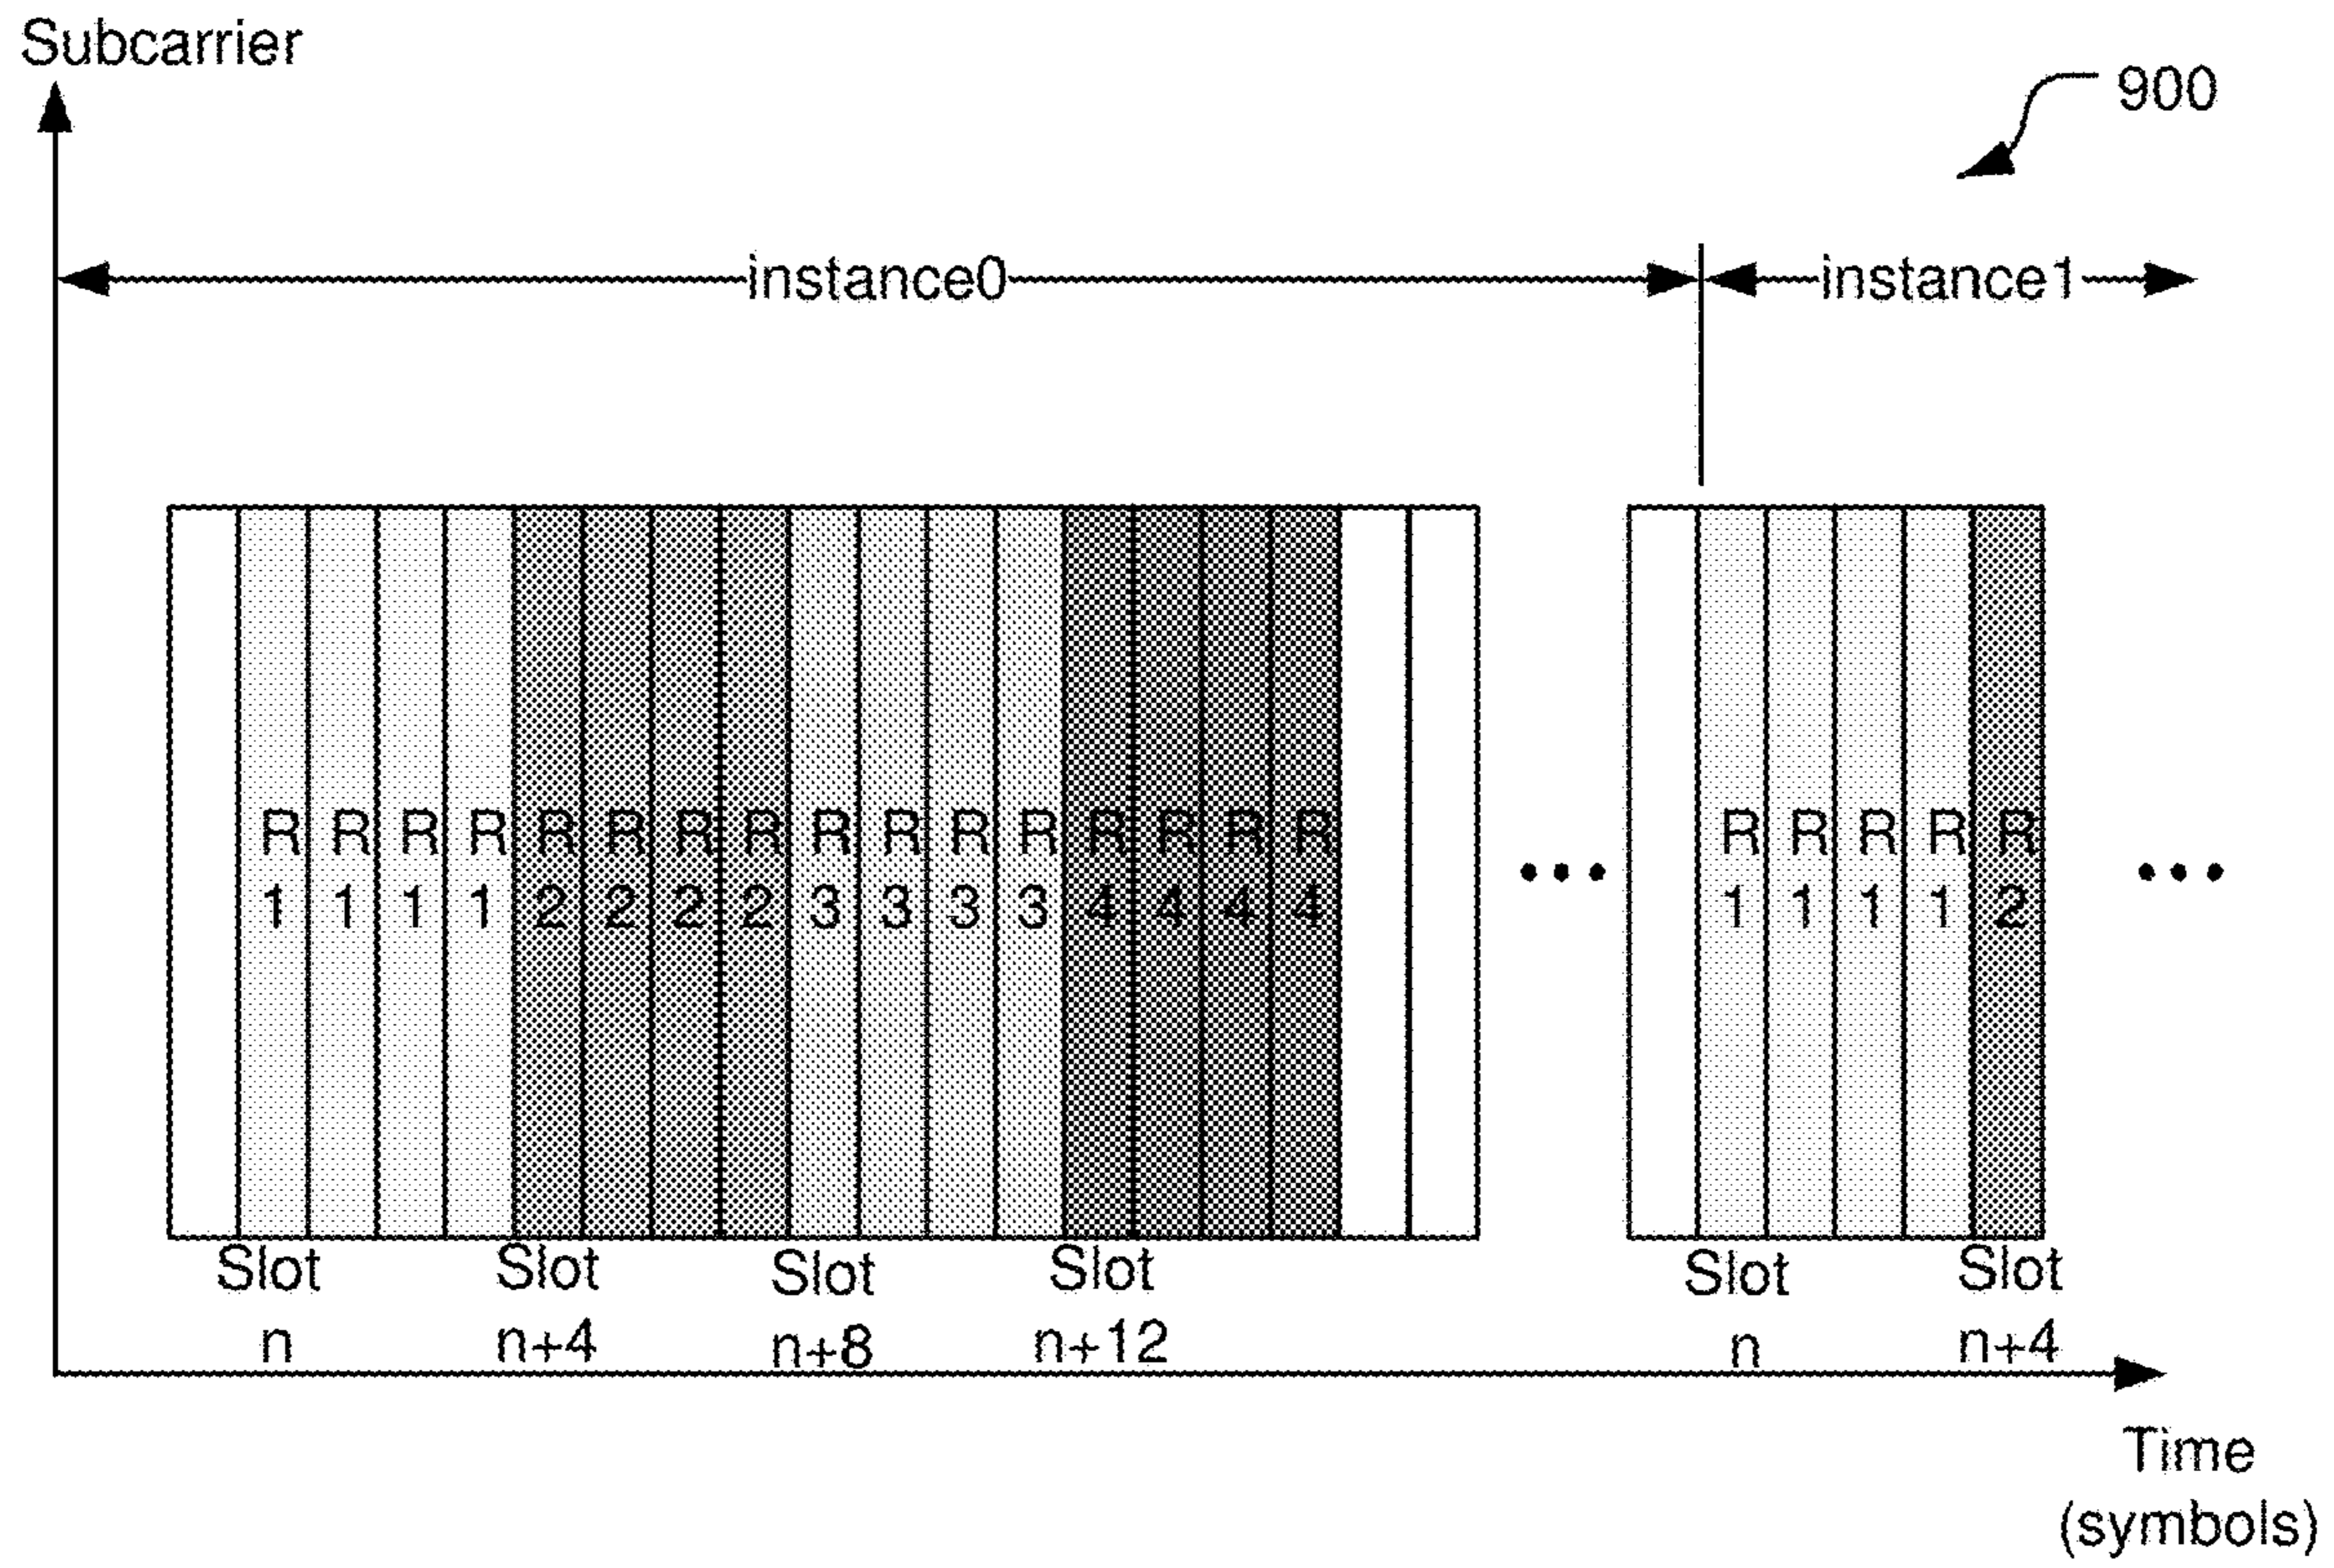 Subcarrier
900
instance0 instance1
R R R R R R R R R R R R R R R R R R R R R
1 1 1 1 2 2 2 2 3 3 3 3 4 4 4 4 1 1 1 1 2
Slot Slot Slot Slot Slot Slot
n n+4 n+8 n+12 n n+4
Time
(symbols)